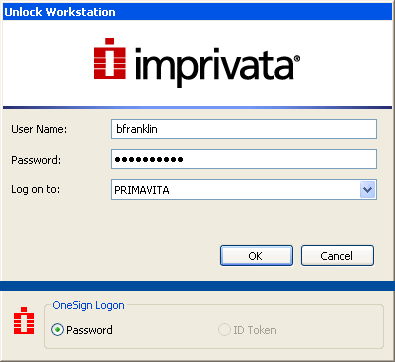 Unlock Workstation
imprivata®
User Name: bfranklin
Password: ●●●●●●●●●●
Log on to: PRIMAVITA
OK Cancel
OneSign Logon
Password ID Token